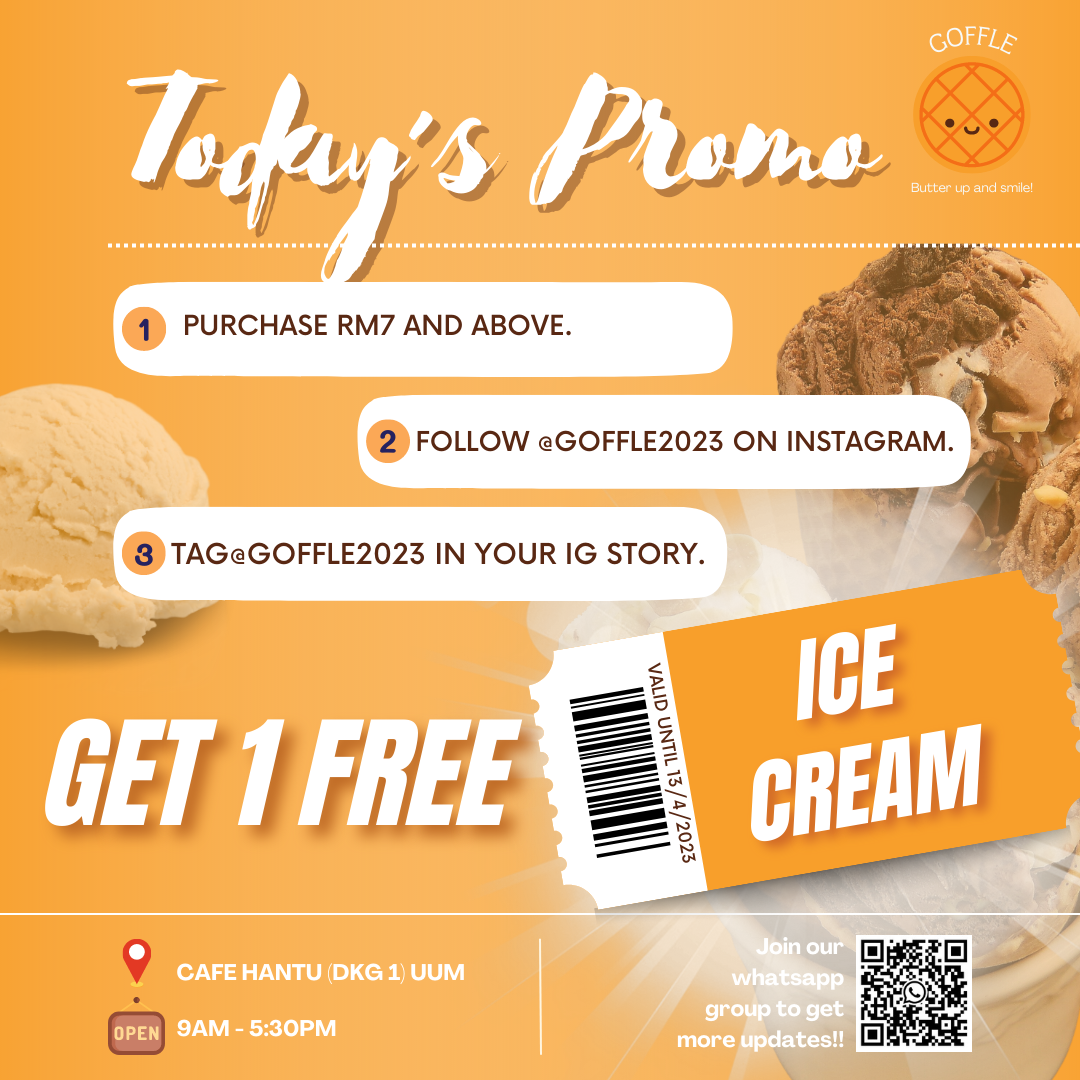 GOFFLE
Today's Promo
Butter up and smile!
1 PURCHASE RM7 AND ABOVE.
2 FOLLOW @GOFFLE2023 ON INSTAGRAM.
3 TAG@GOFFLE2023 IN YOUR IG STORY.
GET 1 FREE
VALID UNTIL 13/4/2023
ICE
CREAM
CAFE HANTU (DKG 1) UUM
OPEN
9AM - 5:30PM
Join our
whatsapp
group to get
more updates!!